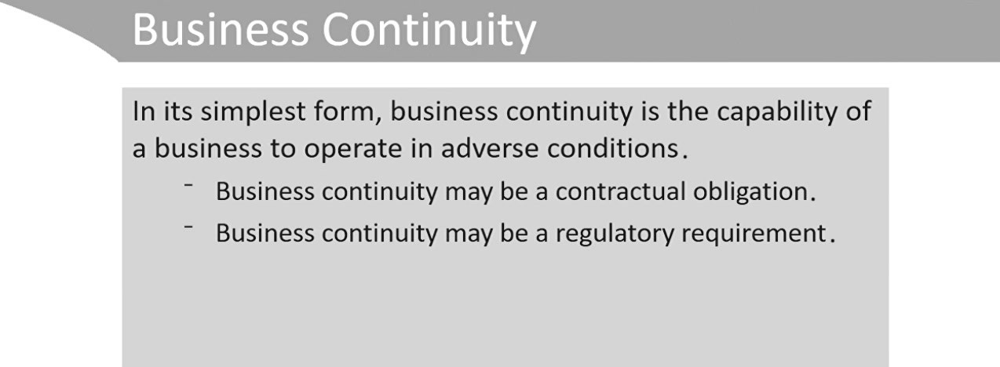 Business Continuity
In its simplest form, business continuity is the capability of
a business to operate in adverse conditions.
- Business continuity may be a contractual obligation.
- Business continuity may be a regulatory requirement.